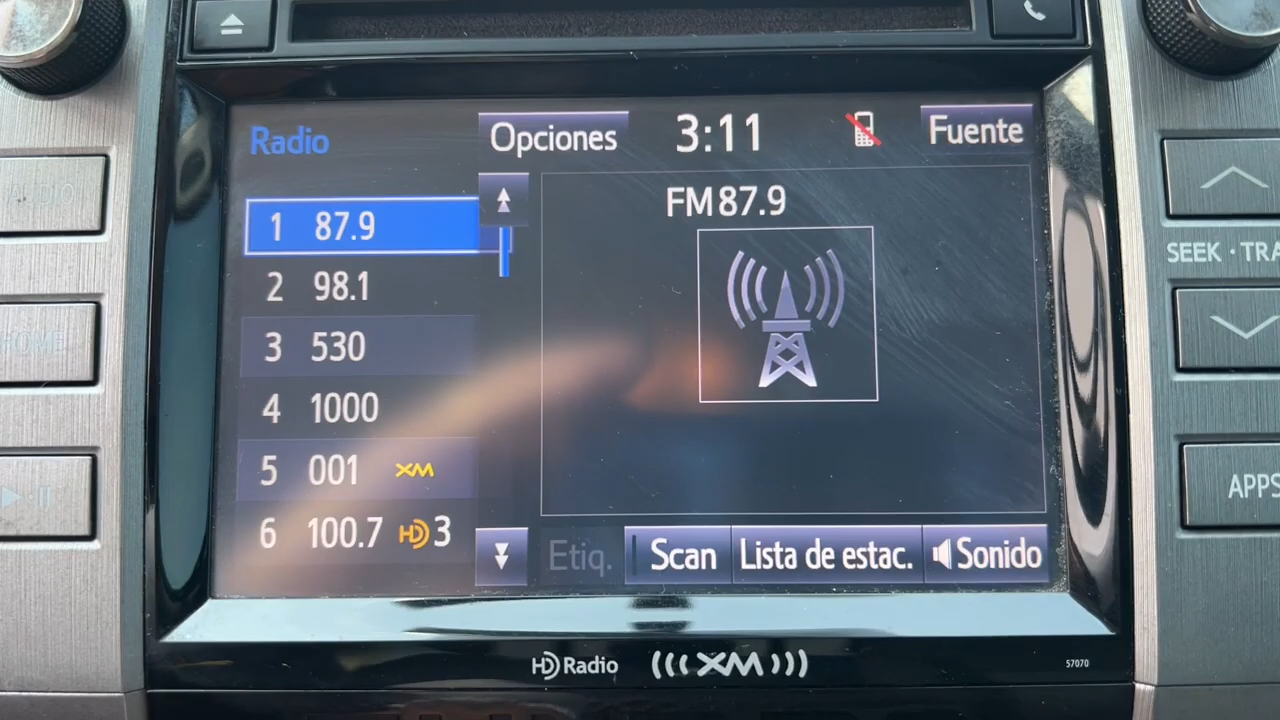 AUDIO
HOME
Radio
Opciones
3:11
Fuente
FM 87.9
1 87.9
2 98.1
3 530
4 1000
5 001 XM
6 100.7 HD 3
Etiq.
Scan
Lista de estac.
Sonido
SEEK · TRA
APPS
HD Radio
XM
57070